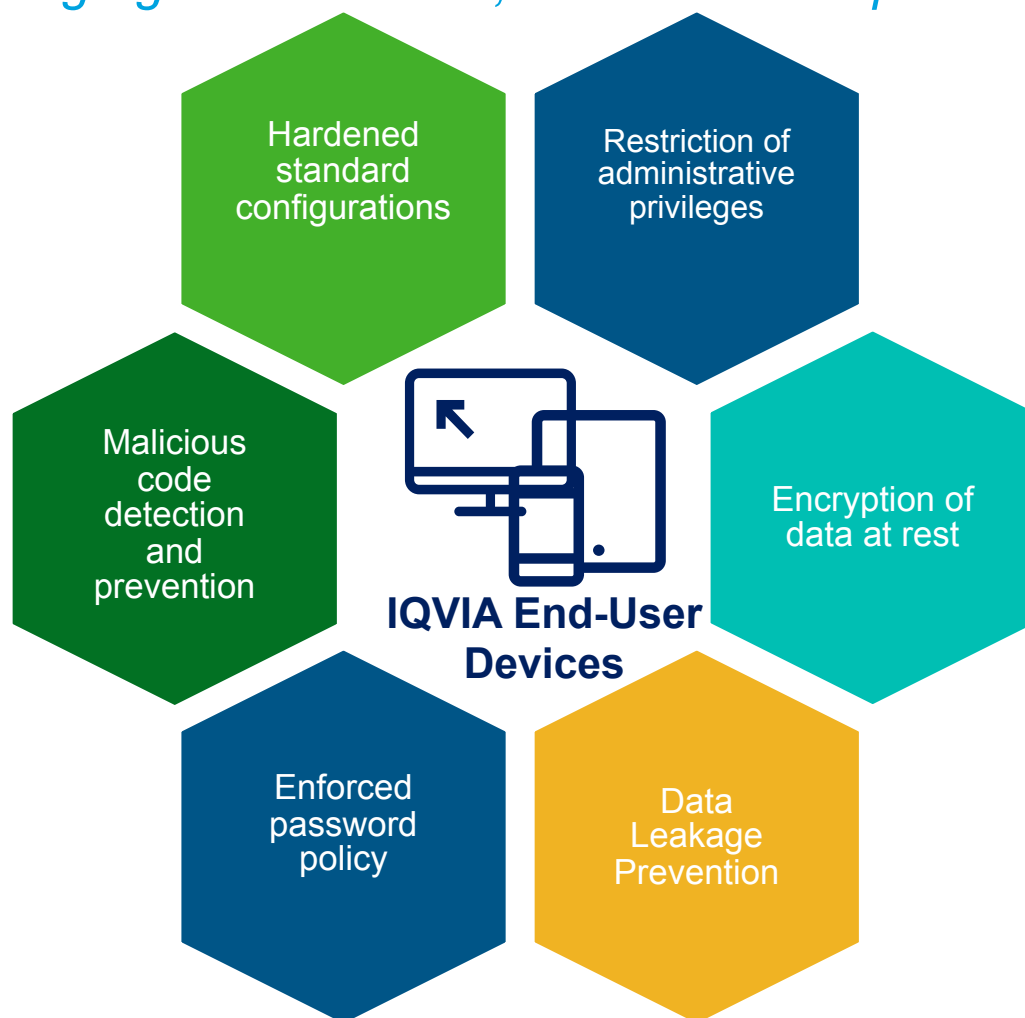 Hardened
standard
configurations
Restriction of
administrative
privileges
Malicious
code
detection
and
prevention
Encryption of
data at rest
IQVIA End-User
Devices
Enforced
password
policy
Data
Leakage
Prevention